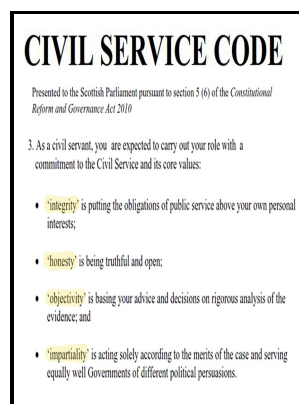 CIVIL SERVICE CODE
Presented to the Scottish Parliament pursuant to section 5 (6) of the Constitutional
Reform and Governance Act 2010
3. As a civil servant, you are expected to carry out your role with a
commitment to the Civil Service and its core values:
• ‘integrity’ is putting the obligations of public service above your own personal
interests;
• ‘honesty’ is being truthful and open;
• ‘objectivity’ is basing your advice and decisions on rigorous analysis of the
evidence; and
• ‘impartiality’ is acting solely according to the merits of the case and serving
equally well Governments of different political persuasions.